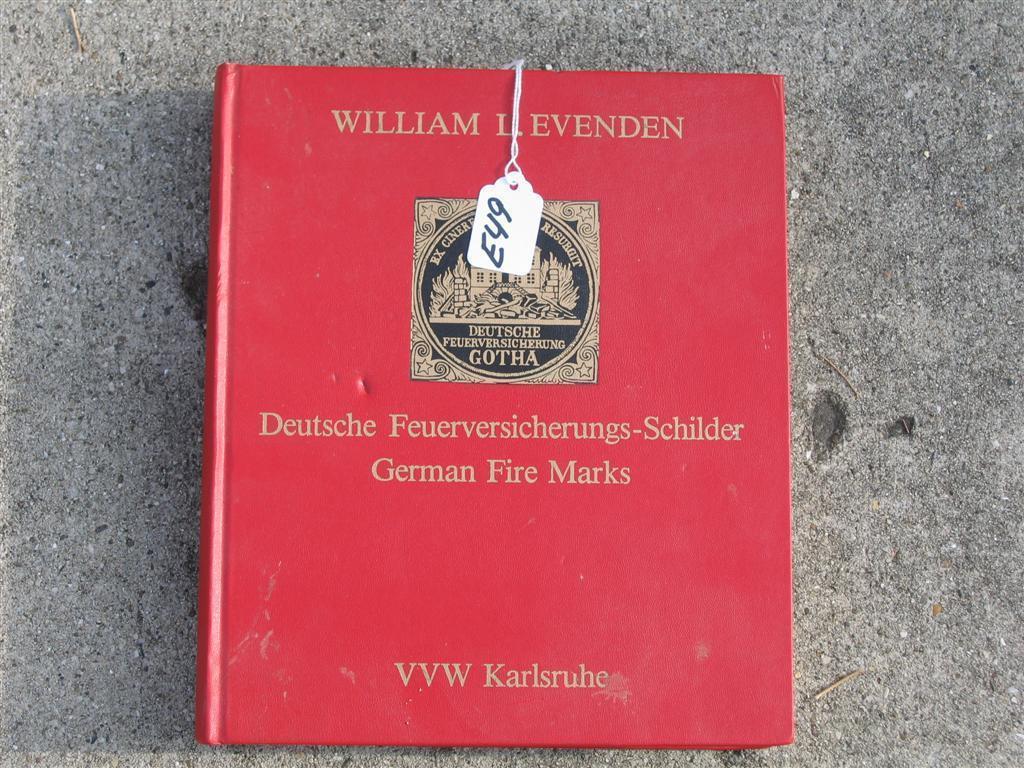 WILLIAM L. EVENDEN
E49
EX CINERE RESURGIT
DEUTSCHE
FEUERVERSICHERUNG
GOTHA
Deutsche Feuerversicherungs-Schilder
German Fire Marks
VVW Karlsruhe